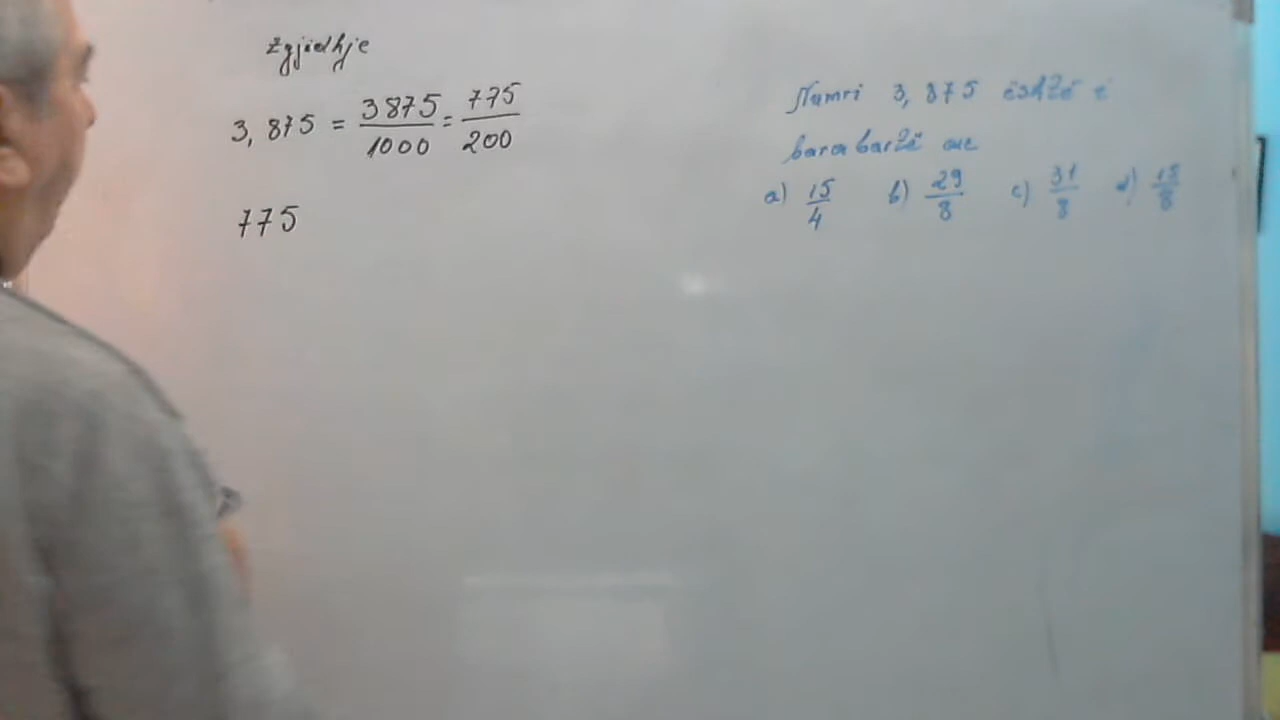 Zgjidhje
3,875 = 3875/1000 = 775/200
775
Numri 3,875 është i
barabartë me
a) 15/4 b) 29/8 c) 31/8 d) 15/8